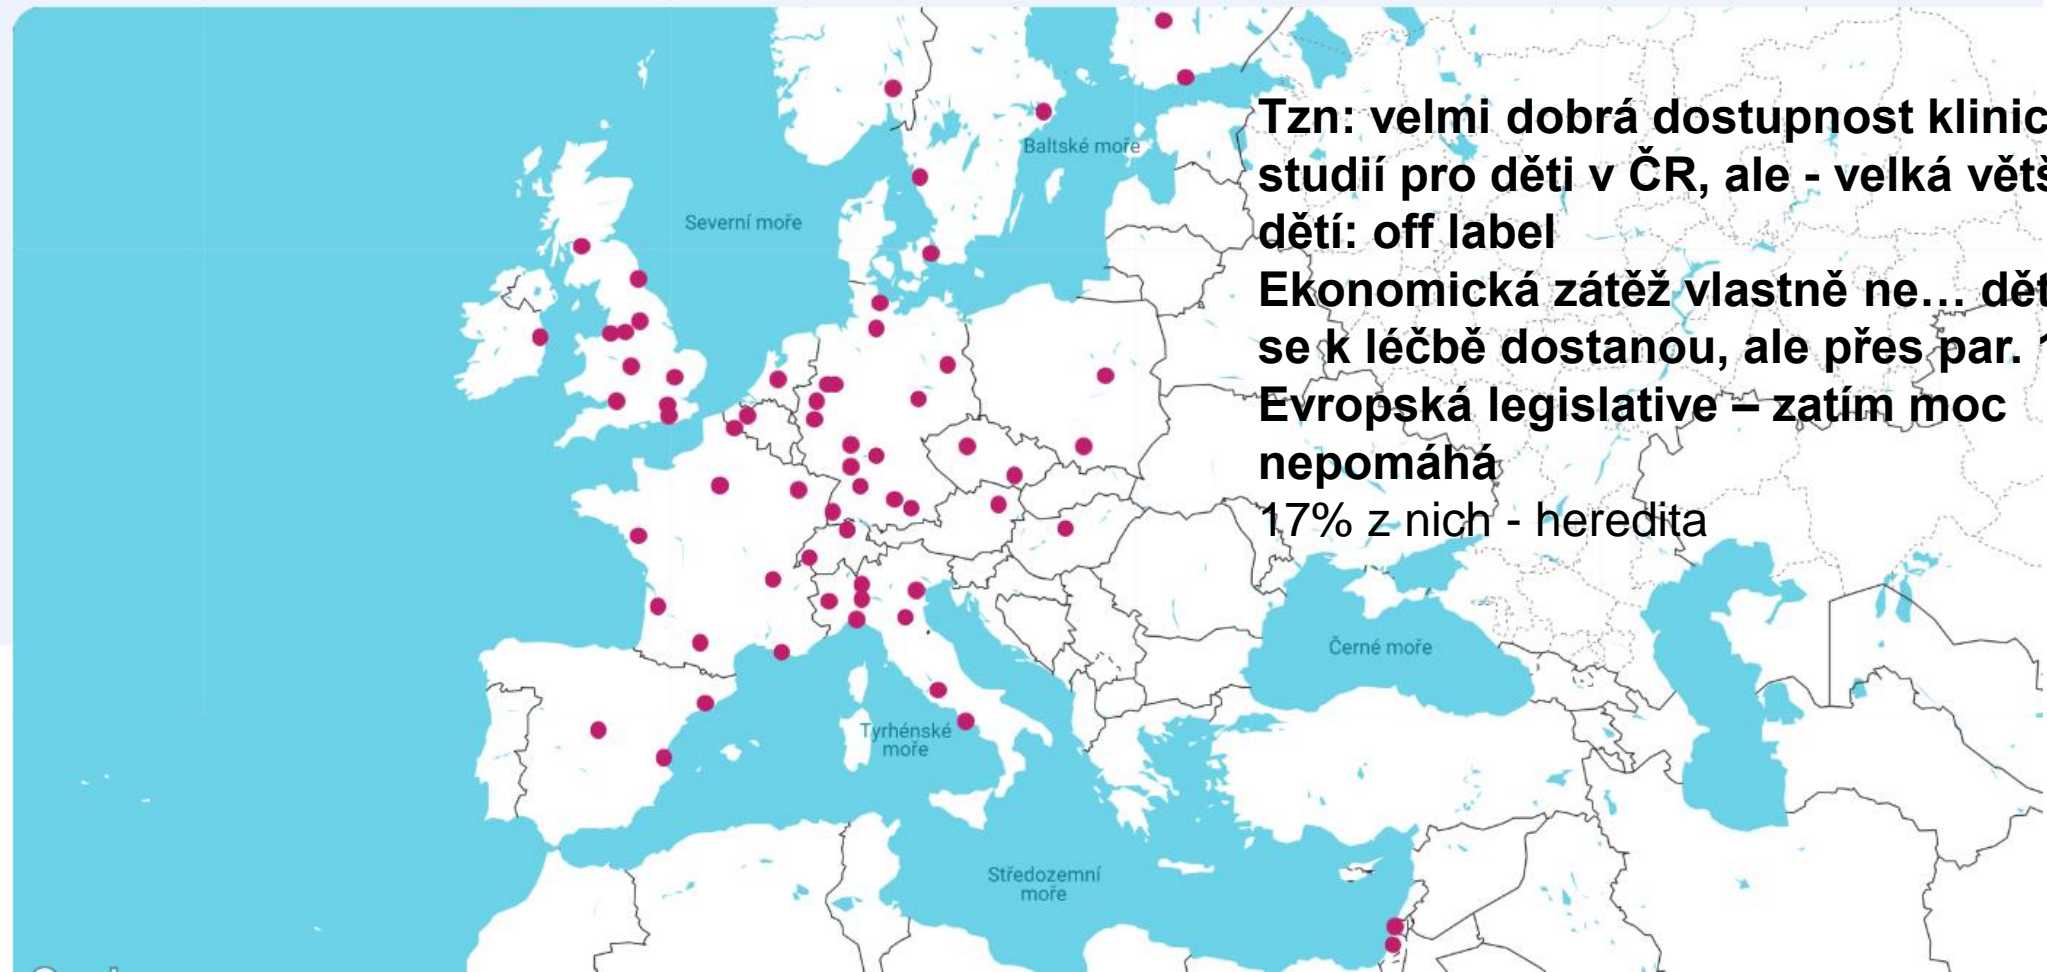 Tzn: velmi dobrá dostupnost klinic
studií pro děti v ČR, ale - velká větš
dětí: off label
Ekonomická zátěž vlastně ne… dět
se k léčbě dostanou, ale přes par. 1
Evropská legislative – zatím moc
nepomáhá
17% z nich - heredita
Baltské moře
Severní moře
Černé moře
Tyrhénské
moře
Středozemní
moře